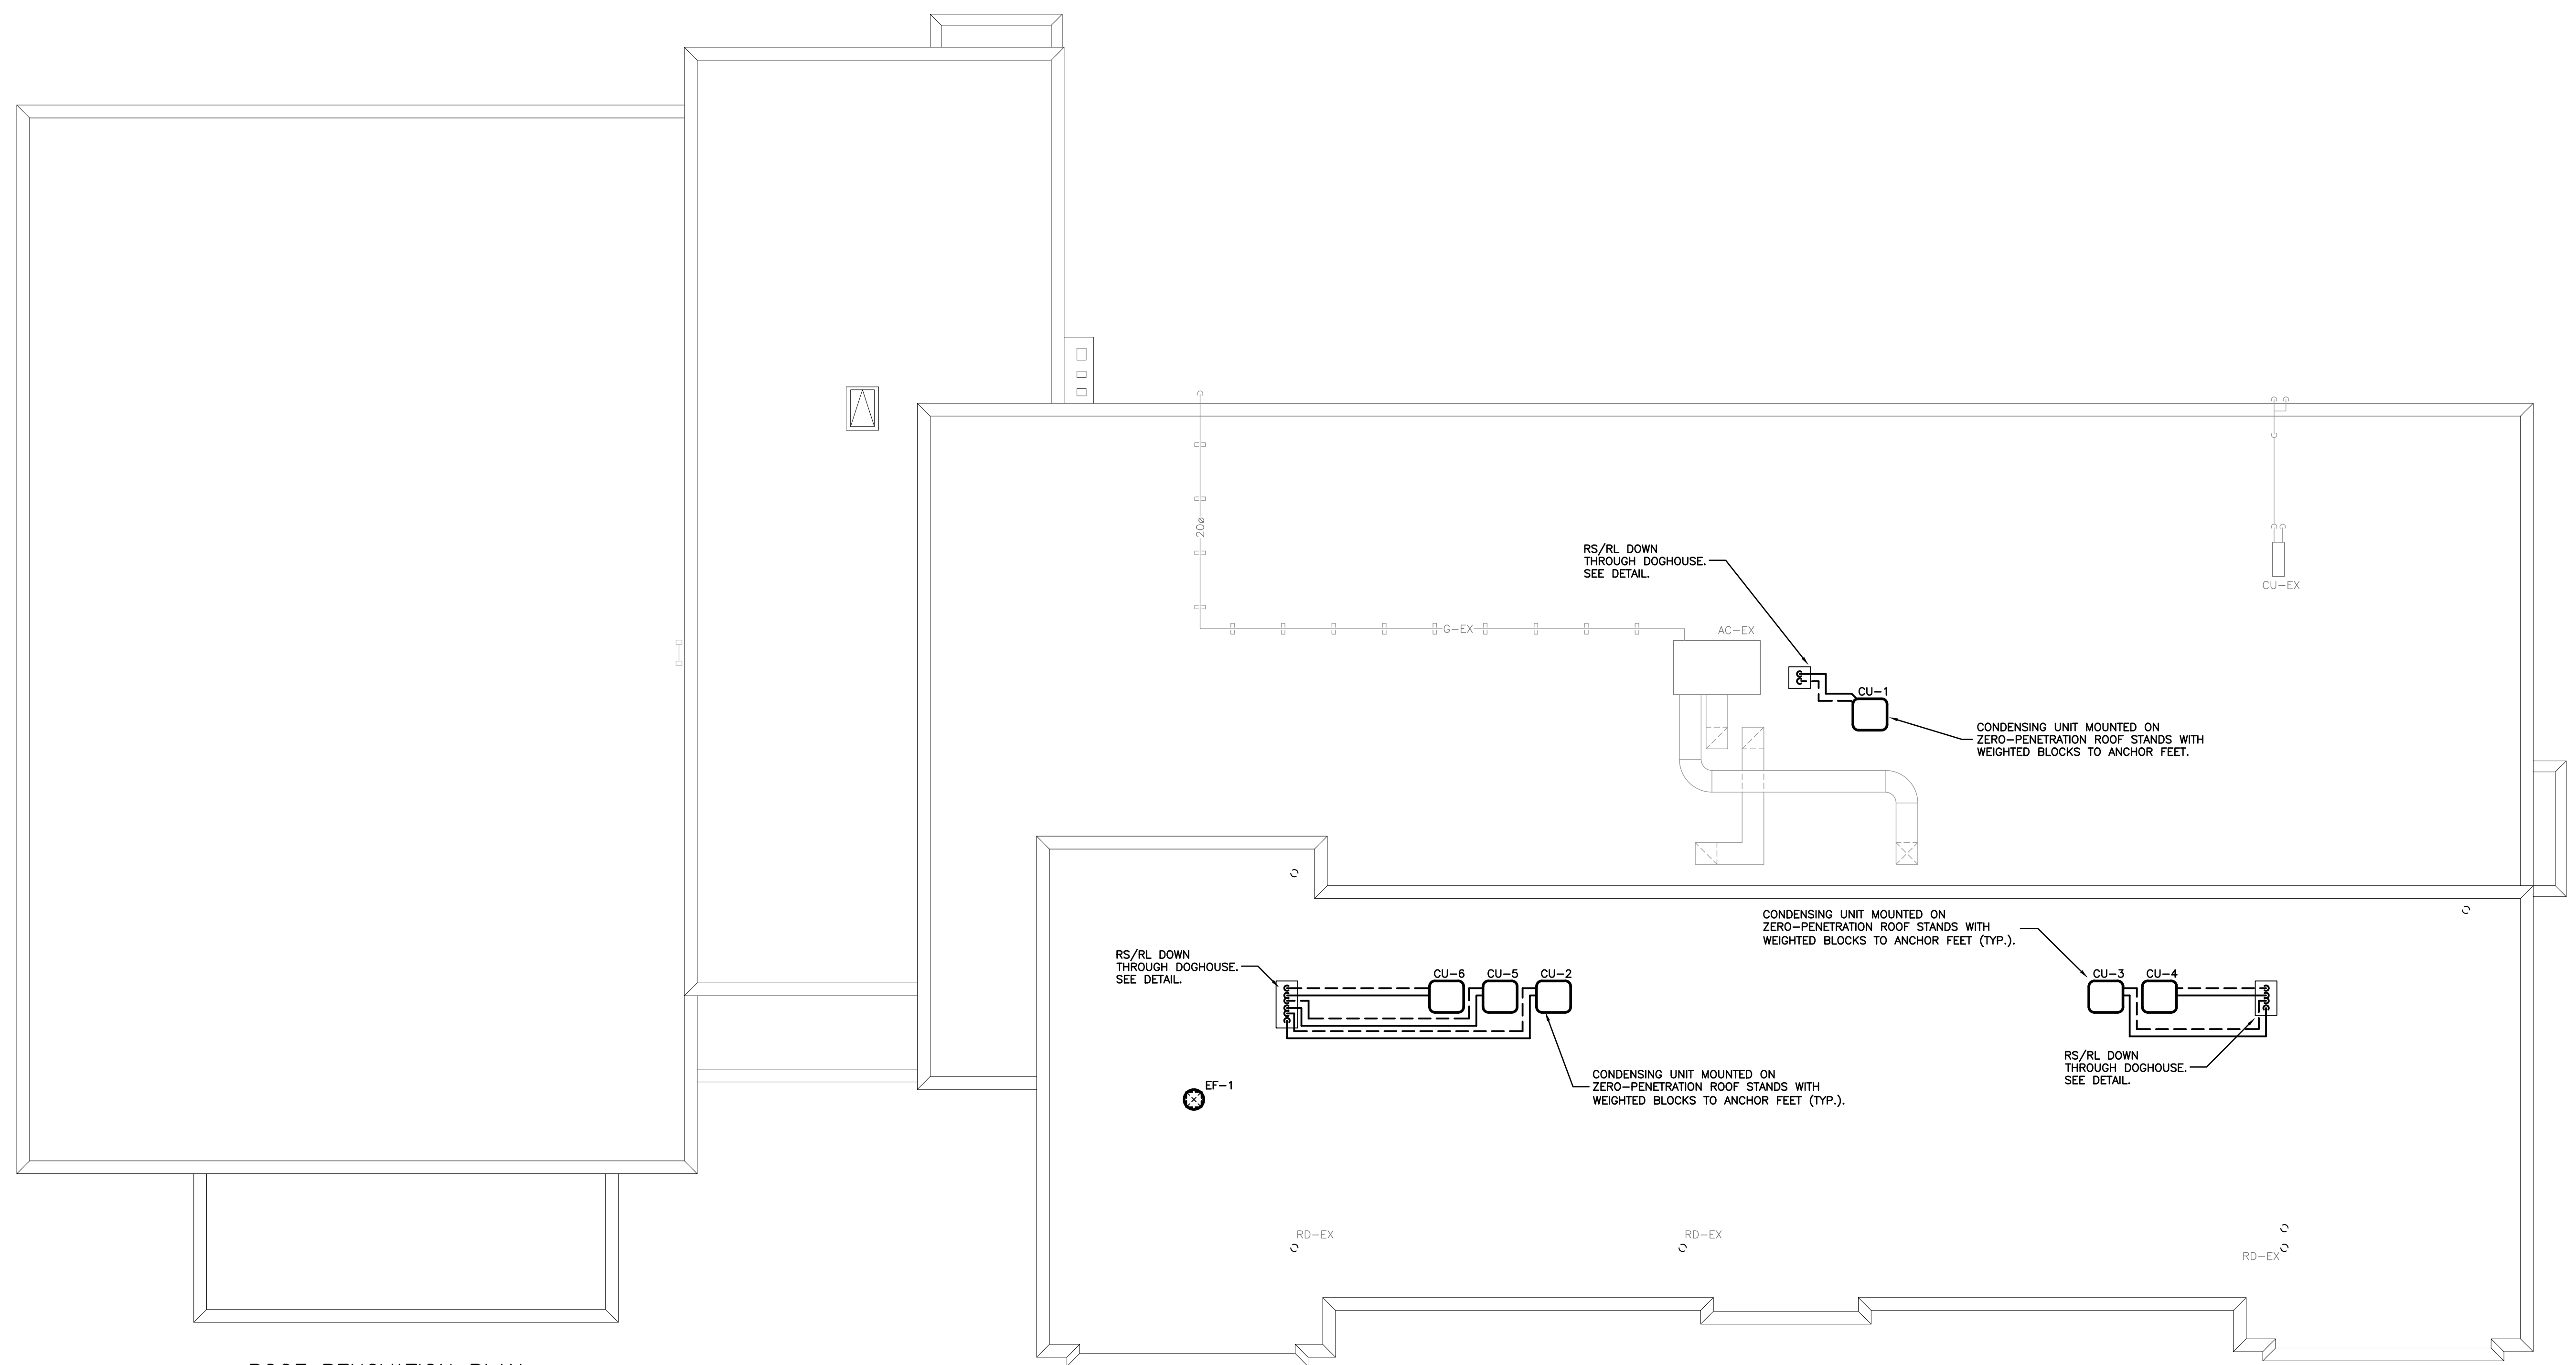 20ø
RS/RL DOWN
THROUGH DOGHOUSE.
SEE DETAIL.
CU-EX
G-EX
AC-EX
CU-1
CONDENSING UNIT MOUNTED ON
ZERO-PENETRATION ROOF STANDS WITH
WEIGHTED BLOCKS TO ANCHOR FEET.
CONDENSING UNIT MOUNTED ON
ZERO-PENETRATION ROOF STANDS WITH
WEIGHTED BLOCKS TO ANCHOR FEET (TYP.).
RS/RL DOWN
THROUGH DOGHOUSE.
SEE DETAIL.
CU-6
CU-5
CU-2
CU-3
CU-4
RS/RL DOWN
THROUGH DOGHOUSE.
SEE DETAIL.
CONDENSING UNIT MOUNTED ON
ZERO-PENETRATION ROOF STANDS WITH
WEIGHTED BLOCKS TO ANCHOR FEET (TYP.).
EF-1
RD-EX
RD-EX
RD-EX